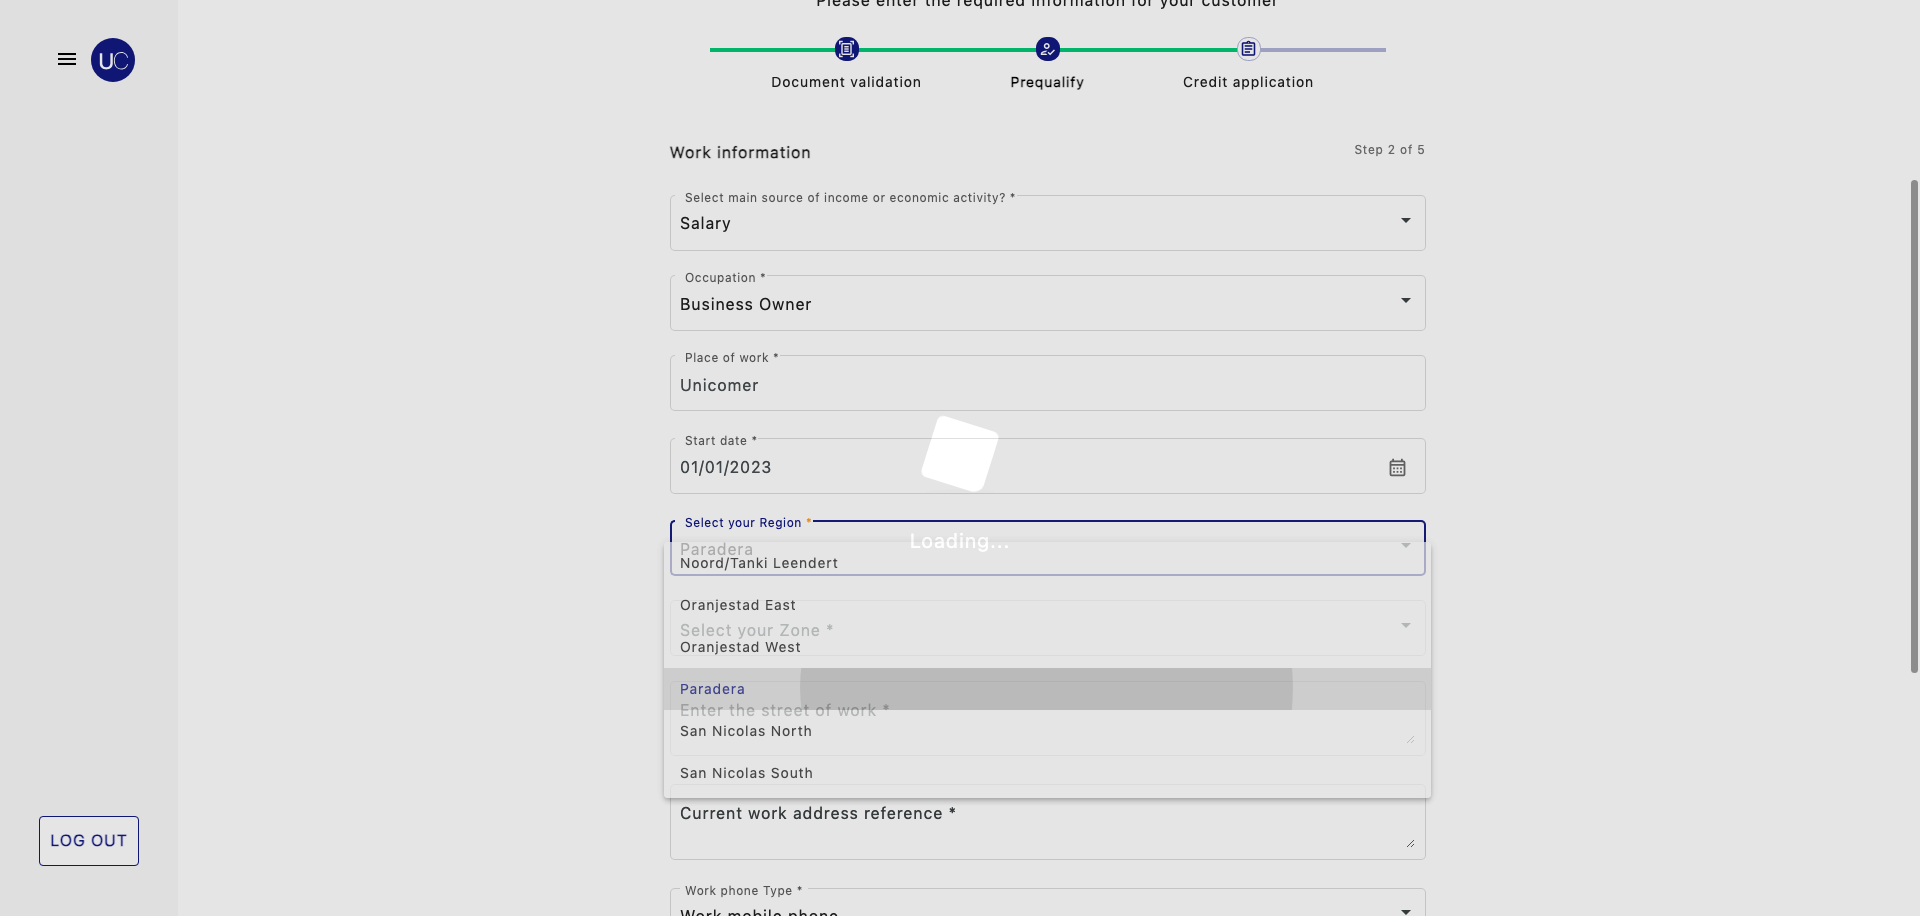 Please enter the required information for your customer
UC
Document validation
Prequalify
Credit application
Work information
Step 2 of 5
Select main source of income or economic activity? *
Salary
Occupation *
Business Owner
Place of work *
Unicomer
Start date *
01/01/2023
Select your Region *
Loading...
Paradera
Noord/Tanki Leendert
Oranjestad East
Select your Zone *
Oranjestad West
Paradera
Enter the street of work *
San Nicolas North
San Nicolas South
Current work address reference *
LOG OUT
Work phone Type *
Work mobile phone